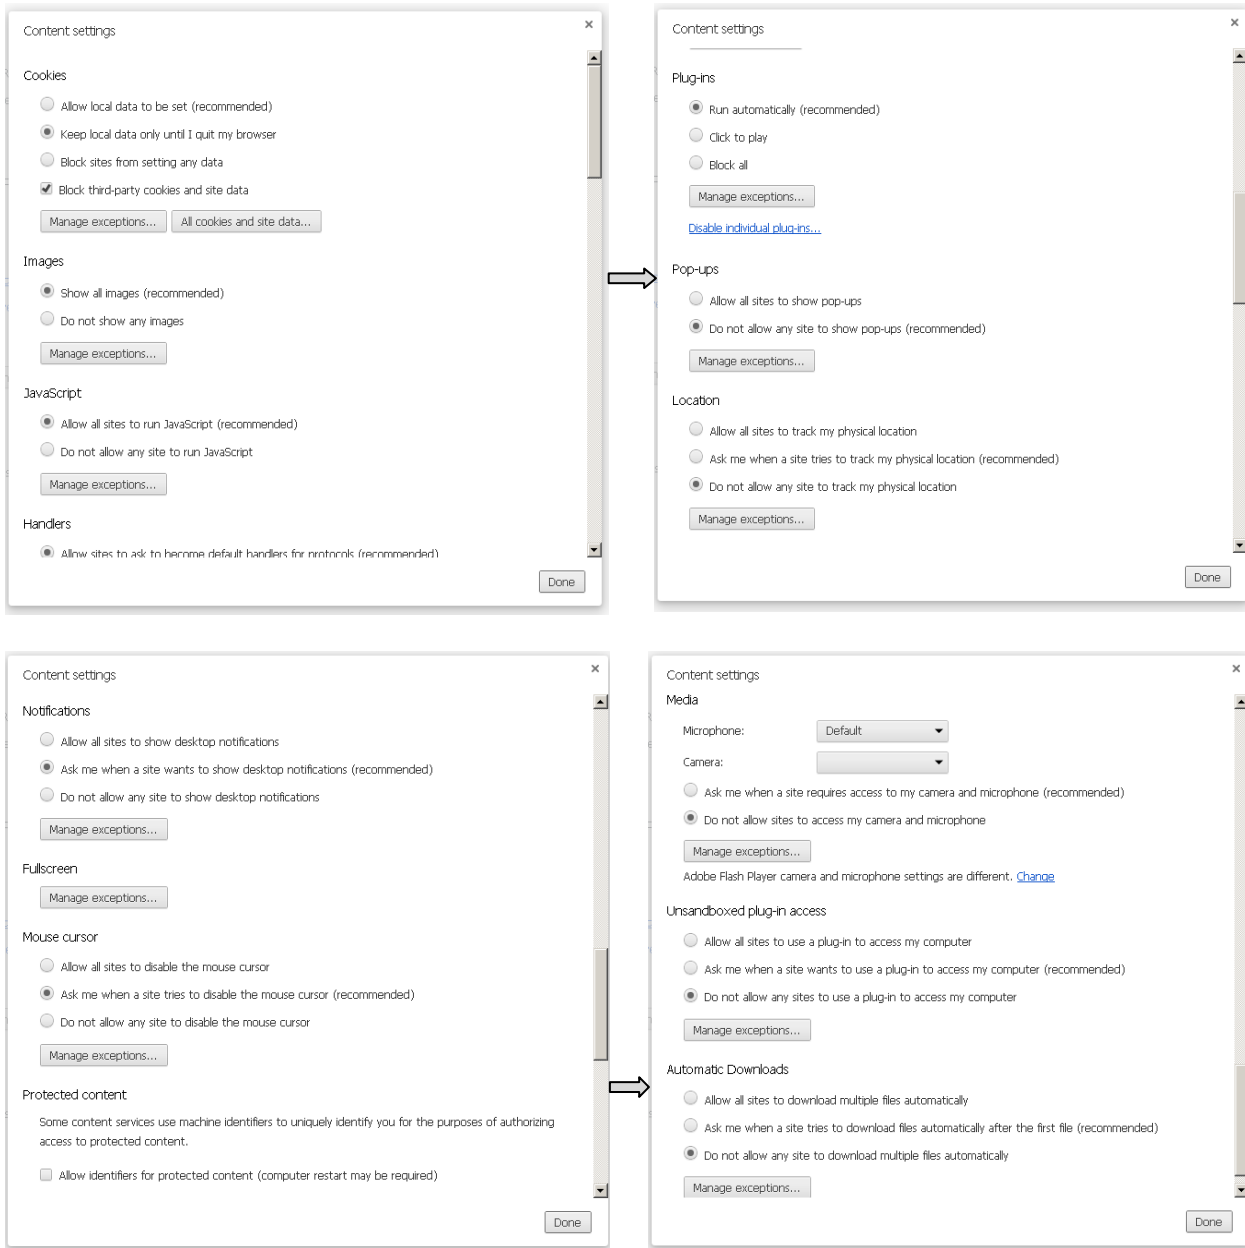 Content settings
Cookies
Allow local data to be set (recommended)
Keep local data only until I quit my browser
Block sites from setting any data
Block third-party cookies and site data
Manage exceptions...
All cookies and site data...
Images
Show all images (recommended)
Do not show any images
Manage exceptions...
JavaScript
Allow all sites to run JavaScript (recommended)
Do not allow any site to run JavaScript
Manage exceptions...
Handlers
Allow sites to ask to become default handlers for protocols (recommended)
Done
Content settings
Plug-ins
Run automatically (recommended)
Click to play
Block all
Manage exceptions...
Disable individual plug-ins...
Pop-ups
Allow all sites to show pop-ups
Do not allow any site to show pop-ups (recommended)
Manage exceptions...
Location
Allow all sites to track my physical location
Ask me when a site tries to track my physical location (recommended)
Do not allow any site to track my physical location
Manage exceptions...
Done
Content settings
Notifications
Allow all sites to show desktop notifications
Ask me when a site wants to show desktop notifications (recommended)
Do not allow any site to show desktop notifications
Manage exceptions...
Fullscreen
Manage exceptions...
Mouse cursor
Allow all sites to disable the mouse cursor
Ask me when a site tries to disable the mouse cursor (recommended)
Do not allow any site to disable the mouse cursor
Manage exceptions...
Protected content
Some content services use machine identifiers to uniquely identify you for the purposes of authorizing
access to protected content.
Allow identifiers for protected content (computer restart may be required)
Done
Content settings
Media
Microphone:
Default
Camera:
Ask me when a site requires access to my camera and microphone (recommended)
Do not allow sites to access my camera and microphone
Manage exceptions...
Adobe Flash Player camera and microphone settings are different. Change
Unsandboxed plug-in access
Allow all sites to use a plug-in to access my computer
Ask me when a site wants to use a plug-in to access my computer (recommended)
Do not allow any sites to use a plug-in to access my computer
Manage exceptions...
Automatic Downloads
Allow all sites to download multiple files automatically
Ask me when a site tries to download files automatically after the first file (recommended)
Do not allow any site to download multiple files automatically
Manage exceptions...
Done